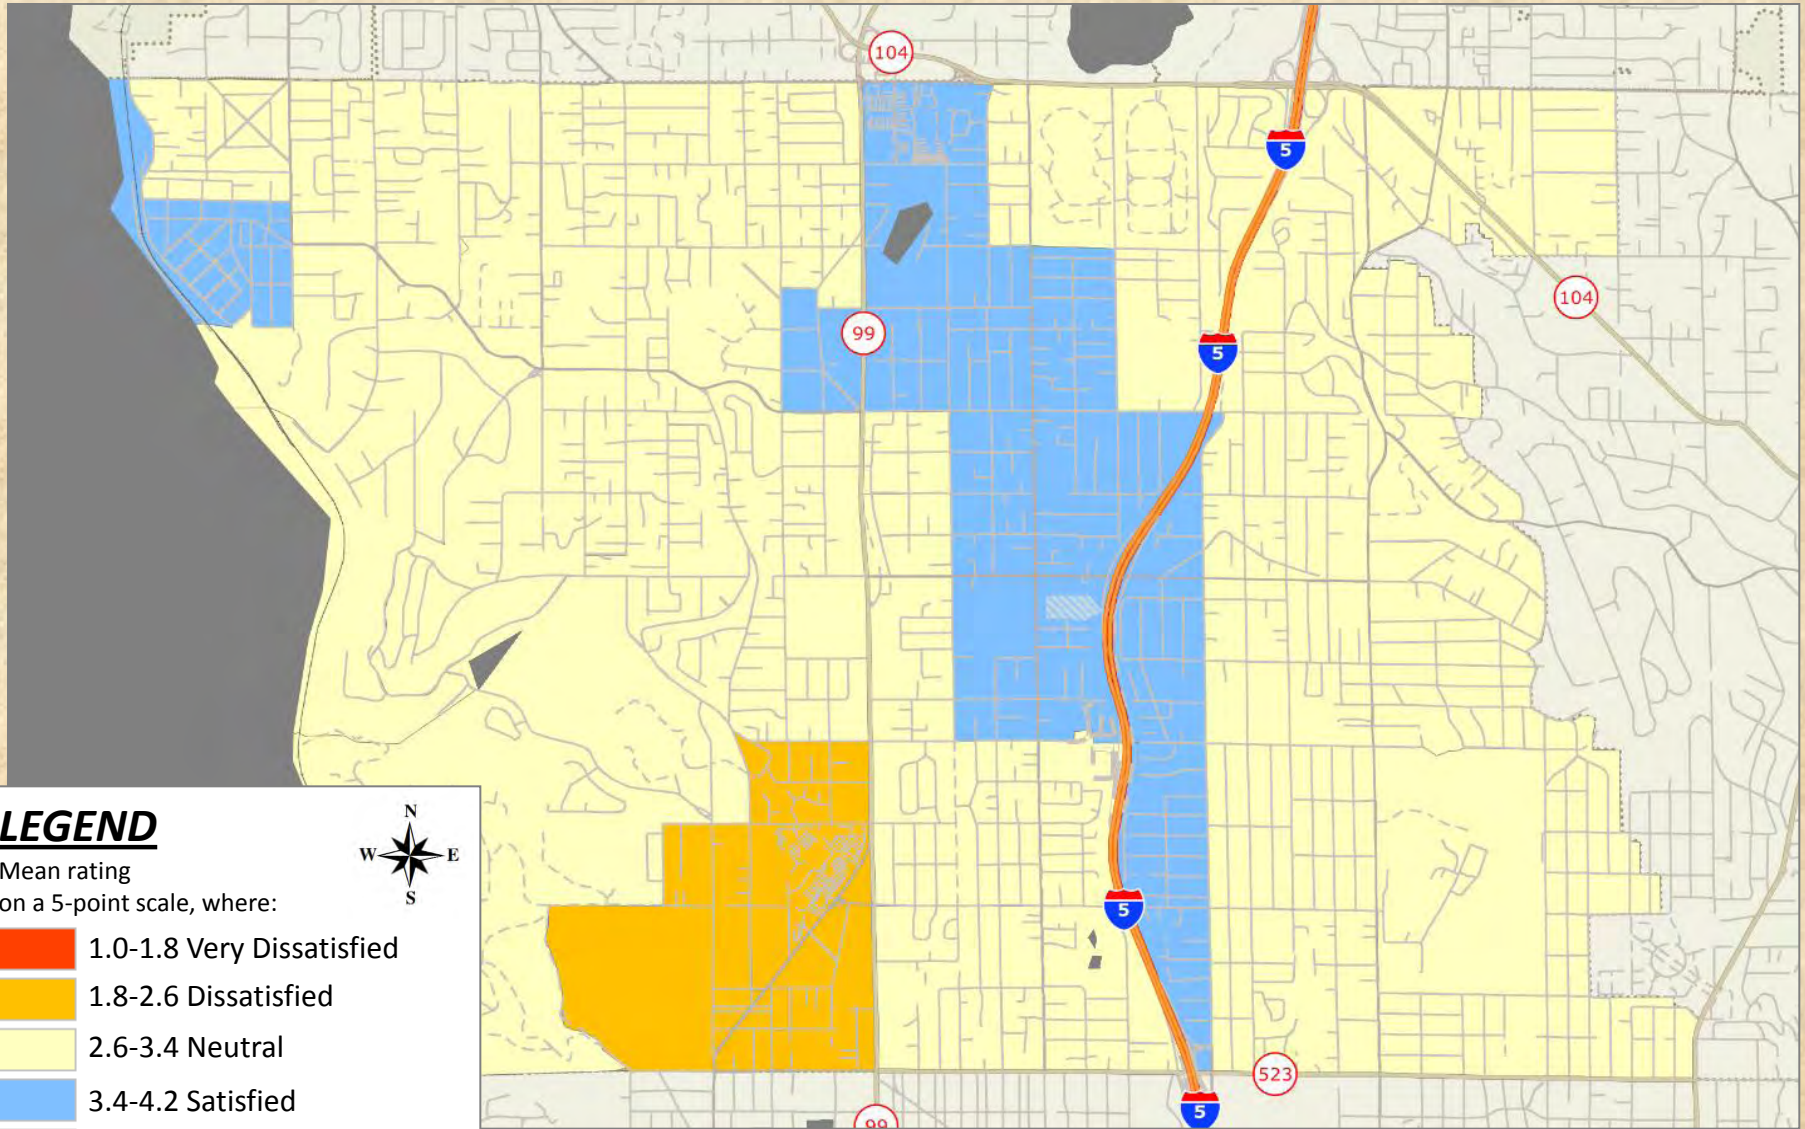 104
5
104
99
5
LEGEND
N
W E
S
Mean rating
on a 5-point scale, where:
1.0-1.8 Very Dissatisfied
1.8-2.6 Dissatisfied
2.6-3.4 Neutral
3.4-4.2 Satisfied
5
523
5
99